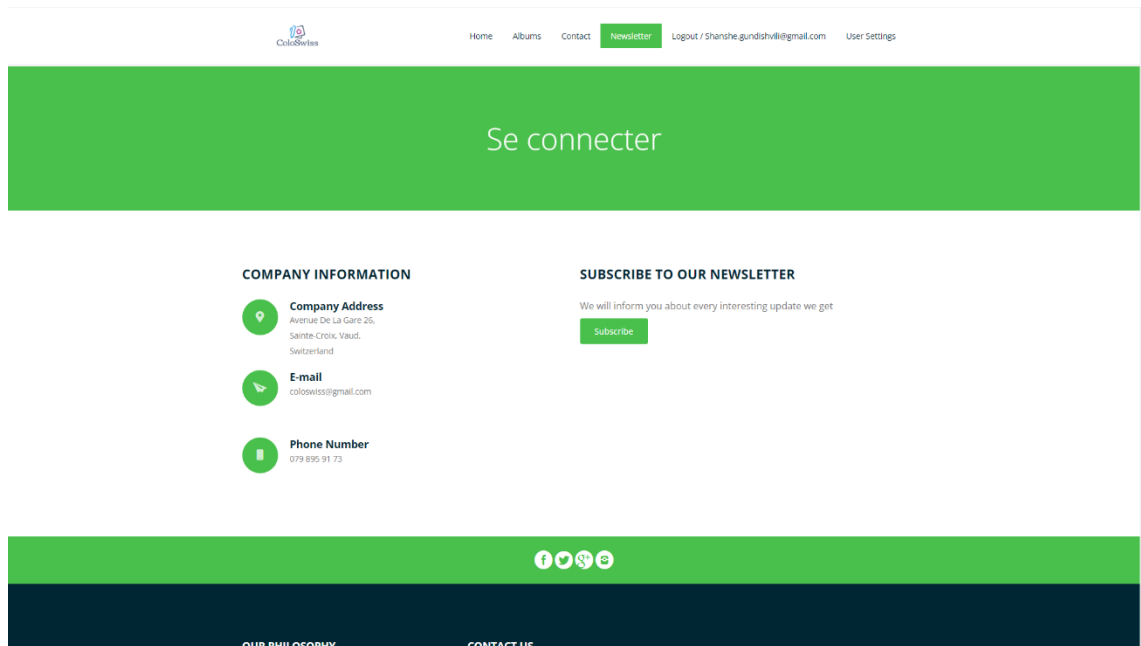 ColoSwiss
Home Albums Contact Newsletter Logout / Shanshe.gundishvili@gmail.com User Settings
Se connecter
COMPANY INFORMATION
Company Address
Avenue De La Gare 26,
Sainte-Croix, Vaud,
Switzerland
E-mail
coloswiss@gmail.com
Phone Number
079 895 91 73
SUBSCRIBE TO OUR NEWSLETTER
We will inform you about every interesting update we get
Subscribe
OUR PHILOSOPHY CONTACT US